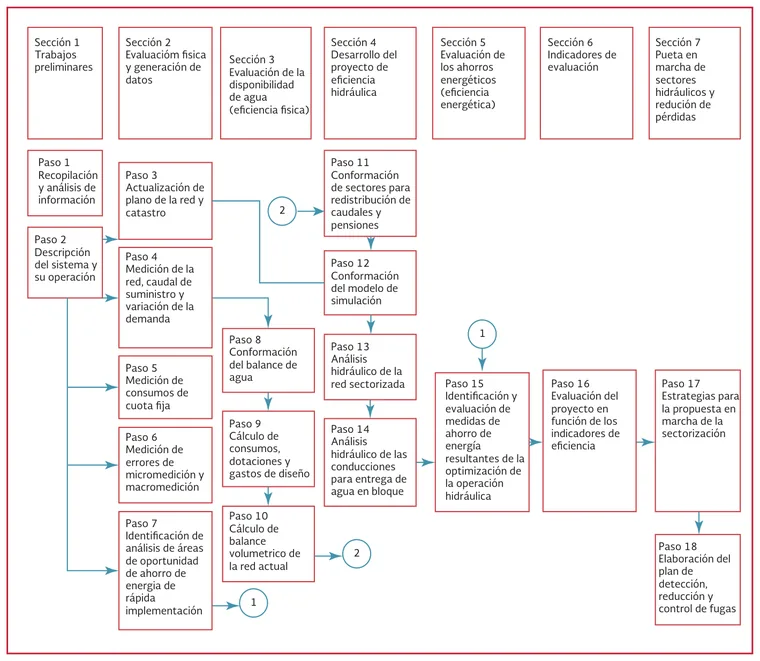 Sección 1
Trabajos
preliminares
Sección 2
Evaluacióm fisica
y generación de
datos
Sección 3
Evaluación de la
disponibilidad
de agua
(eficiencia fisica)
Sección 4
Desarrollo del
proyecto de
eficiencia
hidráulica
Sección 5
Evaluación de
los ahorros
energéticos
(eficiencia
energética)
Sección 6
Indicadores de
evaluación
Sección 7
Pueta en
marcha de
sectores
hidráulicos y
redución de
pérdidas
Paso 1
Recopilación
y análisis de
información
Paso 2
Descripción
del sistema y
su operación
Paso 3
Actualización de
plano de la red y
catastro
Paso 4
Medición de la
red, caudal de
suministro y
variación de la
demanda
Paso 5
Medición de
consumos de
cuota fija
Paso 6
Medición de
errores de
micromedición y
macromedición
Paso 7
Identificación de
análisis de áreas
de oportunidad
de ahorro de
energia de
rápida
implementación
1
Paso 8
Conformación
del balance de
agua
Paso 9
Cálculo de
consumos,
dotaciones y
gastos de diseño
Paso 10
Cálculo de
balance
volumetrico de
la red actual
2
2
Paso 11
Conformación
de sectores para
redistribución de
caudales y
pensiones
Paso 12
Conformación
del modelo de
simulación
Paso 13
Análisis
hidráulico de la
red sectorizada
Paso 14
Análisis
hidráulico de las
conducciones
para entrega de
agua en bloque
1
Paso 15
Identificación y
evaluación de
medidas de
ahorro de
energía
resultantes de la
optimización de
la operación
hidráulica
Paso 16
Evaluación del
proyecto en
función de los
indicadores de
eficiencia
Paso 17
Estrategias para
la propuesta en
marcha de la
sectorización
Paso 18
Elaboración del
plan de
detección,
reducción y
control de fugas